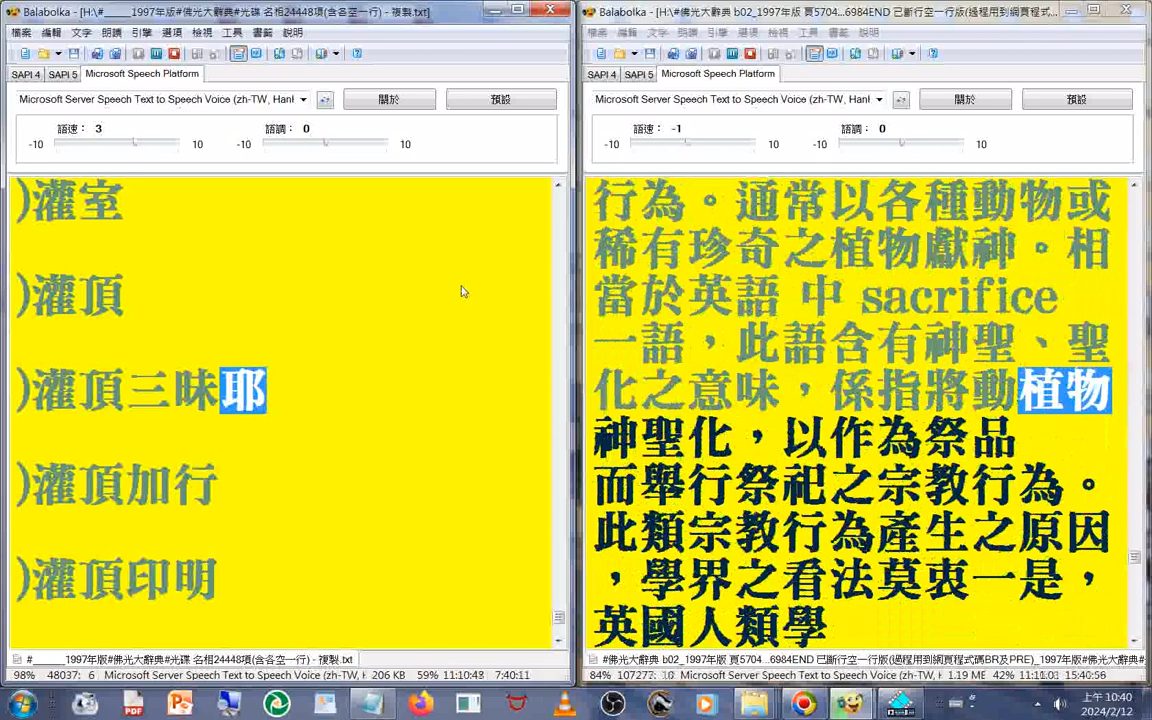 Balabolka - [H:\#_____1997年版#佛光大辭典#光碟 名相24448項(含各空一行) - 複製.txt]
檔案 編輯 文字 朗讀 引擎 選項 檢視 工具 書籤 說明
SAPI 4 SAPI 5 Microsoft Speech Platform
Microsoft Server Speech Text to Speech Voice (zh-TW, Han
關於 預設
語速： 3 語調： 0
-10 10 -10 10
)灌室
)灌頂
)灌頂三昧耶
)灌頂加行
)灌頂印明
#_____1997年版#佛光大辭典#光碟 名相24448項(含各空一行) - 複製.txt
98% 48037: 6 Microsoft Server Speech Text to Speech Voice (zh-TW, 206 KB 59% 11:10:43 7:40:11
Balabolka - [H:\#佛光大辭典 b02_1997年版 頁5704...6984END 已斷行空一行版(過程用到網頁程式...
檔案 編輯 文字 朗讀 引擎 選項 檢視 工具 書籤 說明
SAPI 4 SAPI 5 Microsoft Speech Platform
Microsoft Server Speech Text to Speech Voice (zh-TW, Han
關於 預設
語速： -1 語調： 0
-10 10 -10 10
行為。通常以各種動物或
稀有珍奇之植物獻神。相
當於英語 中 sacrifice
一語，此語含有神聖、聖
化之意味，係指將動植物
神聖化，以作為祭品
而舉行祭祀之宗教行為。
此類宗教行為產生之原因
，學界之看法莫衷一是，
英國人類學
#佛光大辭典 b02_1997年版 頁5704...6984END 已斷行空一行版(過程用到網頁程式碼BR及PRE)_1997年版#
84% Microsoft Server Speech Text to Speech Voice 1.19 ME 42% 15:40:56
上午 10:40
2024/2/12